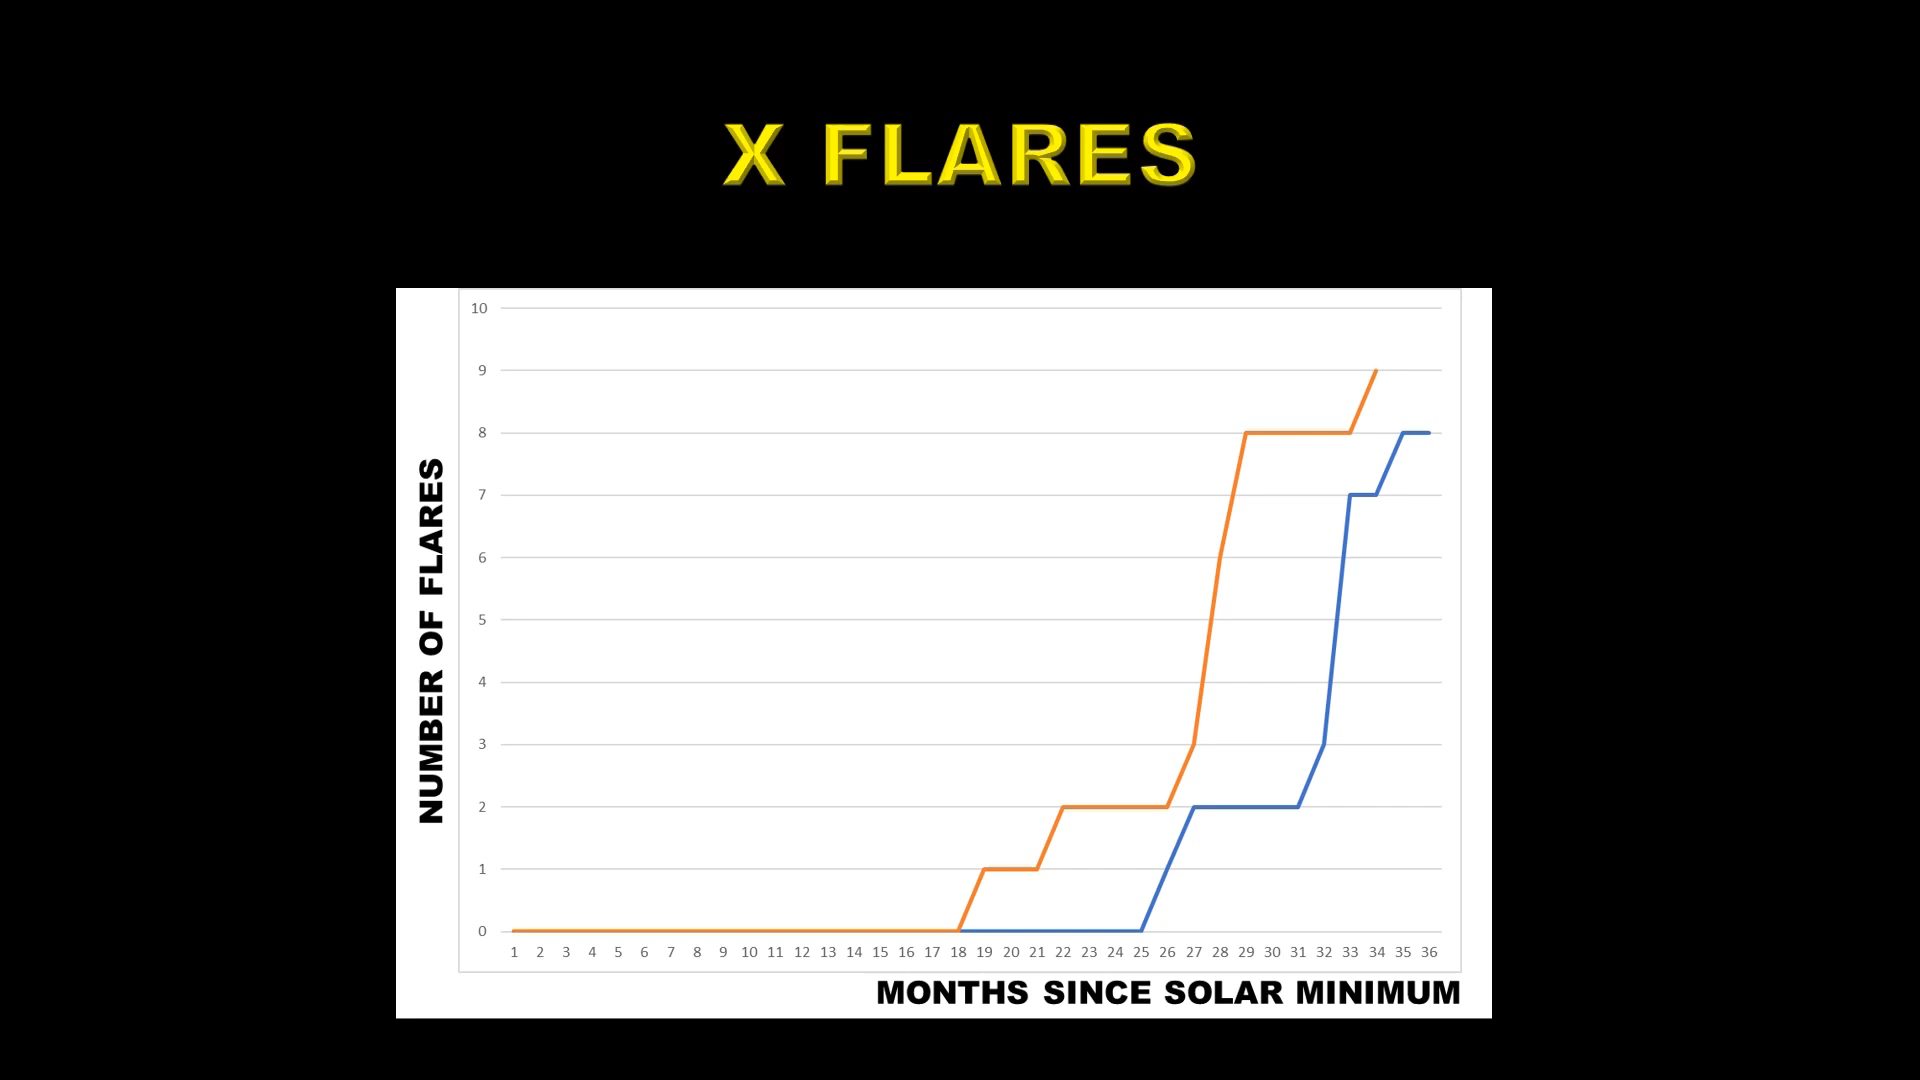 X FLARES
10
9
8
7
6
5
4
3
2
1
0
NUMBER OF FLARES
1 2 3 4 5 6 7 8 9 10 11 12 13 14 15 16 17 18 19 20 21 22 23 24 25 26 27 28 29 30 31 32 33 34 35 36
MONTHS SINCE SOLAR MINIMUM